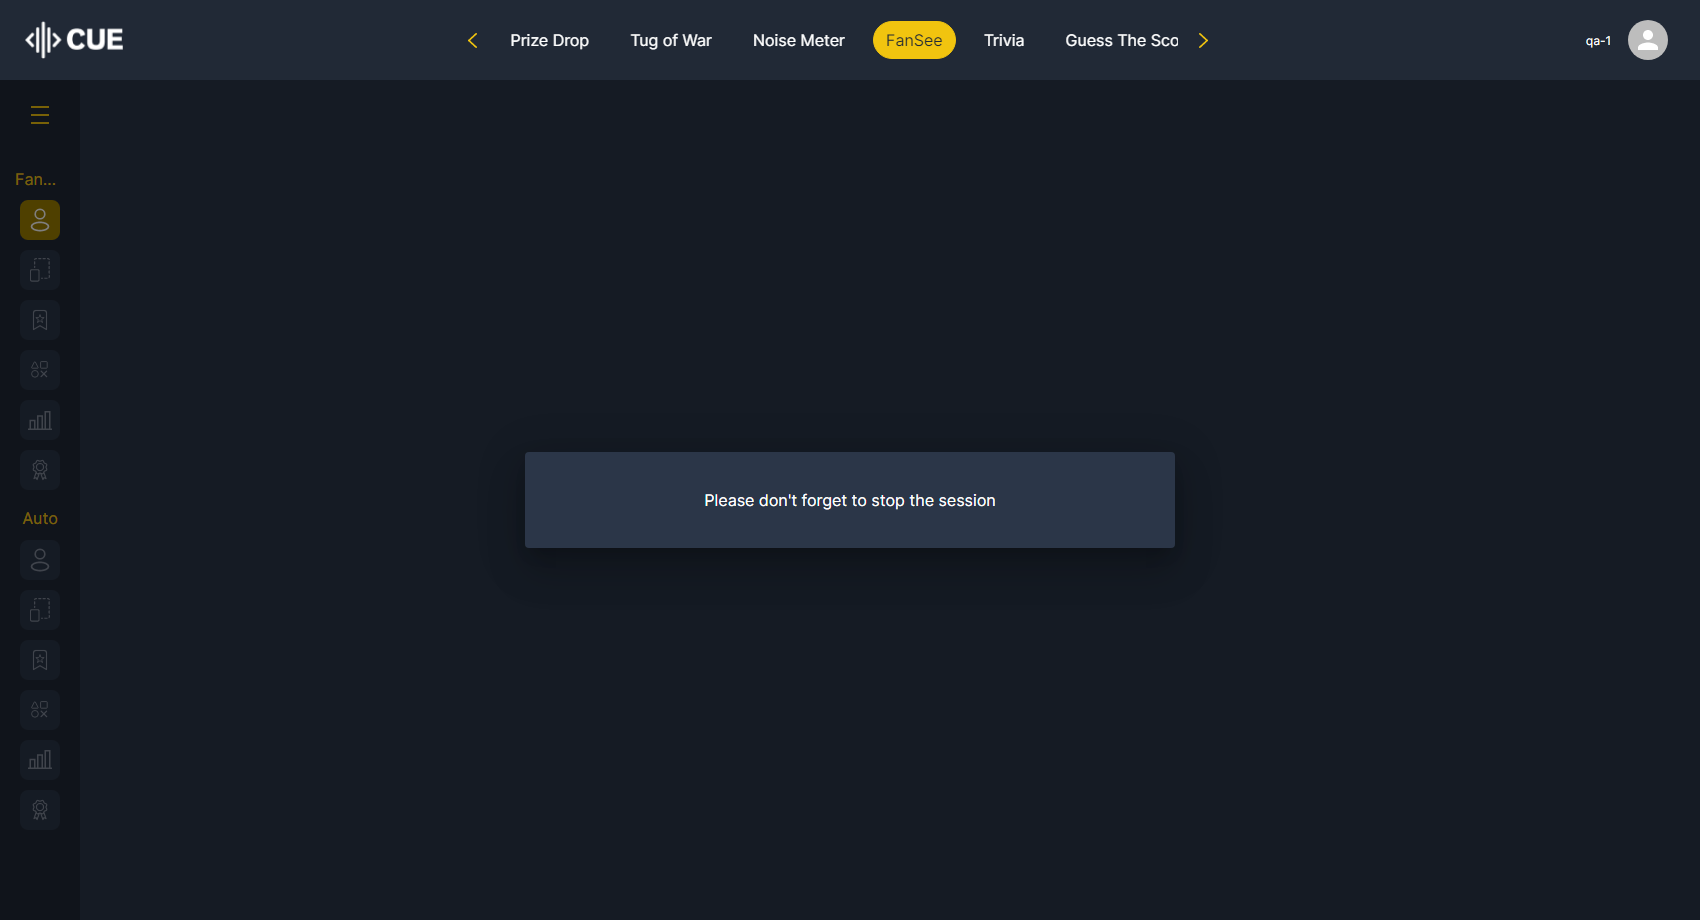 CUE
Prize Drop
Tug of War
Noise Meter
FanSee
Trivia
Guess The Sco
qa-1
Fan...
Please don't forget to stop the session
Auto